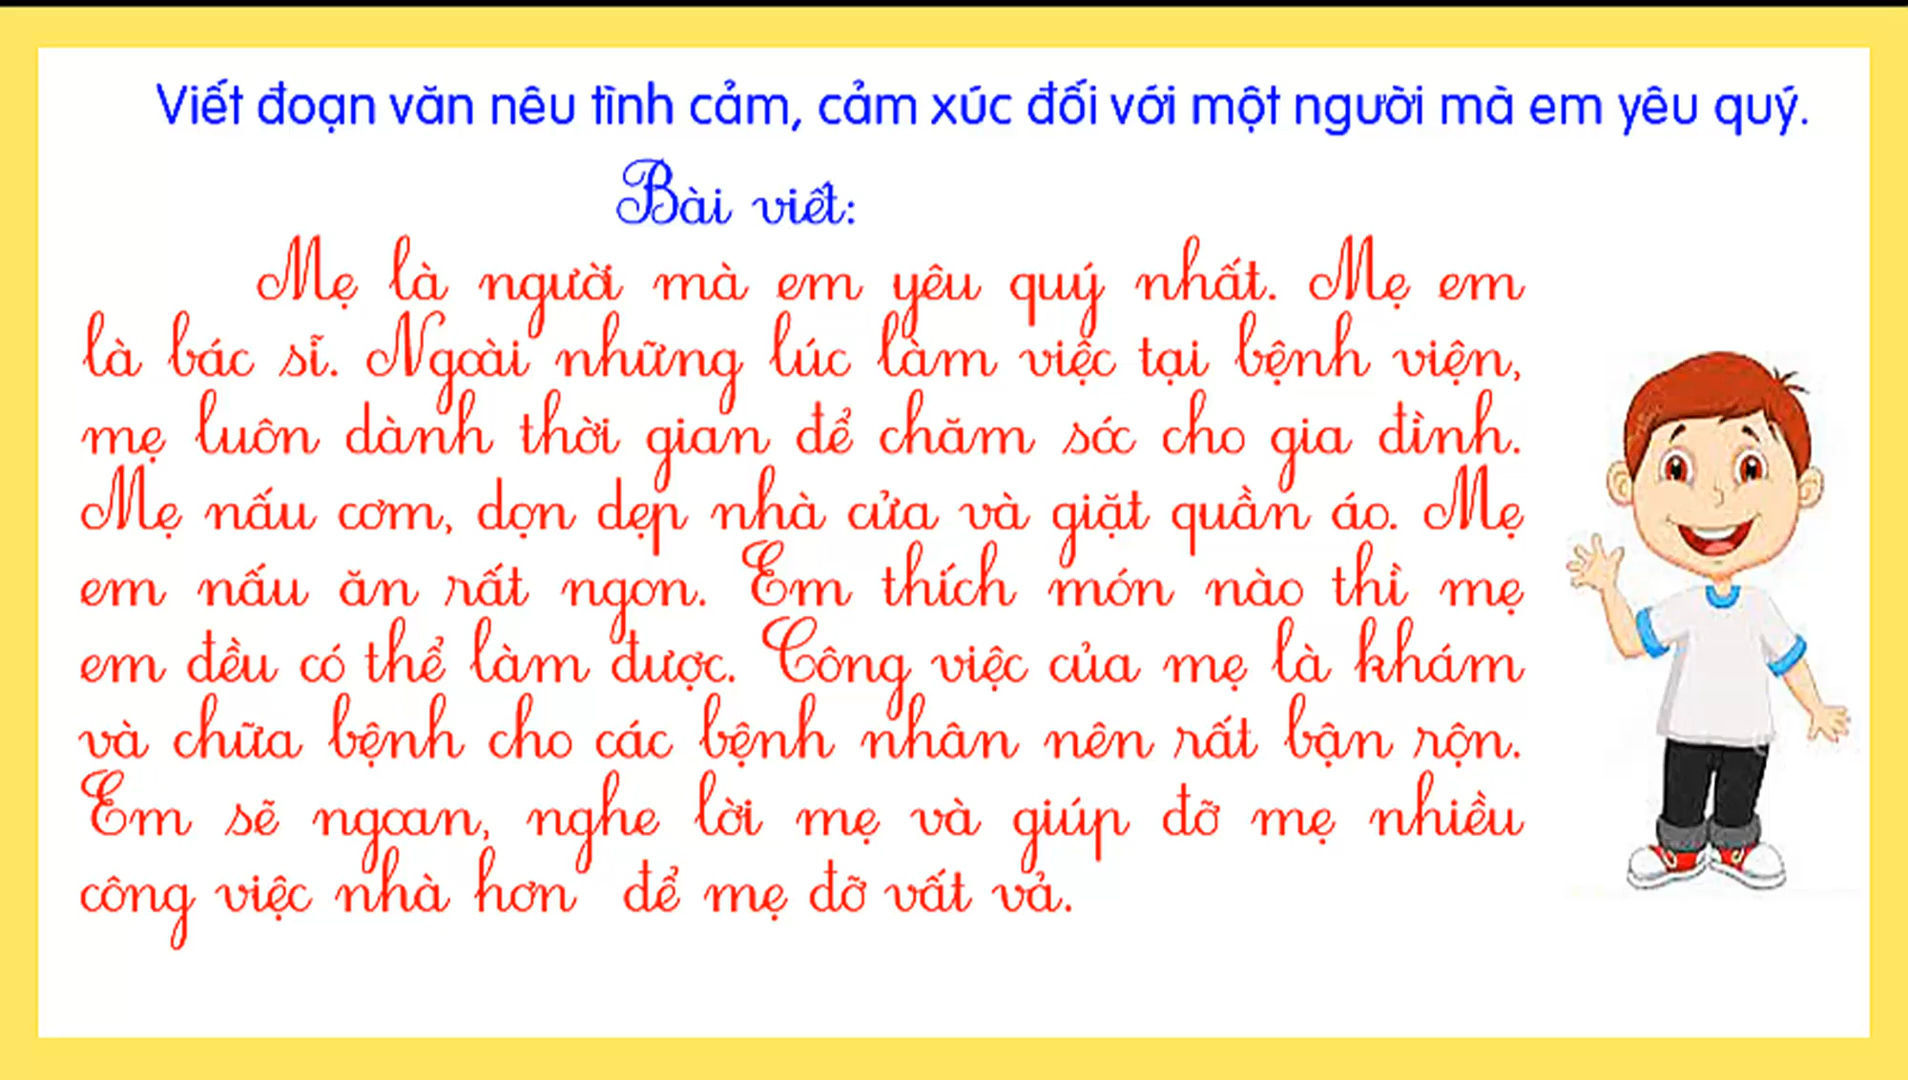 Viết đoạn văn nêu tình cảm, cảm xúc đối với một người mà em yêu quý.
Bài viết:
Mẹ là người mà em yêu quý nhất. Mẹ em
là bác sĩ. Ngoài những lúc làm việc tại bệnh viện,
mẹ luôn dành thời gian để chăm sóc cho gia đình.
Mẹ nấu cơm, dọn dẹp nhà cửa và giặt quần áo. Mẹ
em nấu ăn rất ngon. Em thích món nào thì mẹ
em đều có thể làm được. Công việc của mẹ là khám
và chữa bệnh cho các bệnh nhân nên rất bận rộn.
Em sẽ ngoan, nghe lời mẹ và giúp đỡ mẹ nhiều
công việc nhà hơn để mẹ đỡ vất vả.